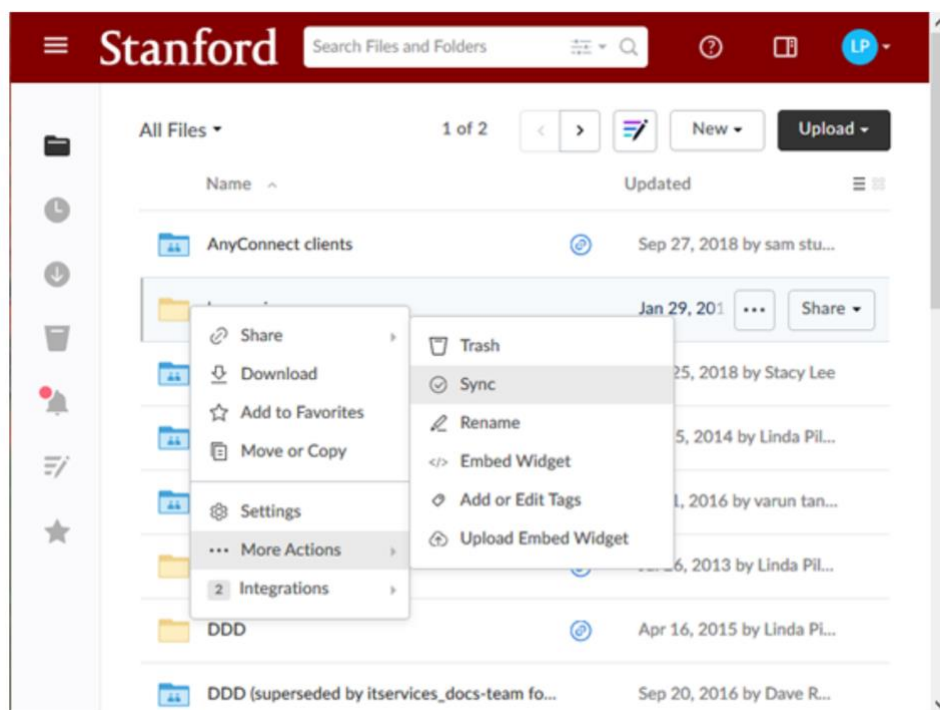 Stanford
Search Files and Folders
LP
All Files
1 of 2
New
Upload
Name
Updated
AnyConnect clients
Sep 27, 2018 by sam stu...
Jan 29, 201
Share
Share
Trash
25, 2018 by Stacy Lee
Download
Sync
Add to Favorites
Rename
5, 2014 by Linda Pil...
Move or Copy
Embed Widget
Add or Edit Tags
, 2016 by varun tan...
Settings
Upload Embed Widget
More Actions
6, 2013 by Linda Pil...
2 Integrations
DDD
Apr 16, 2015 by Linda Pi...
DDD (superseded by itservices_docs-team fo...
Sep 20, 2016 by Dave R...